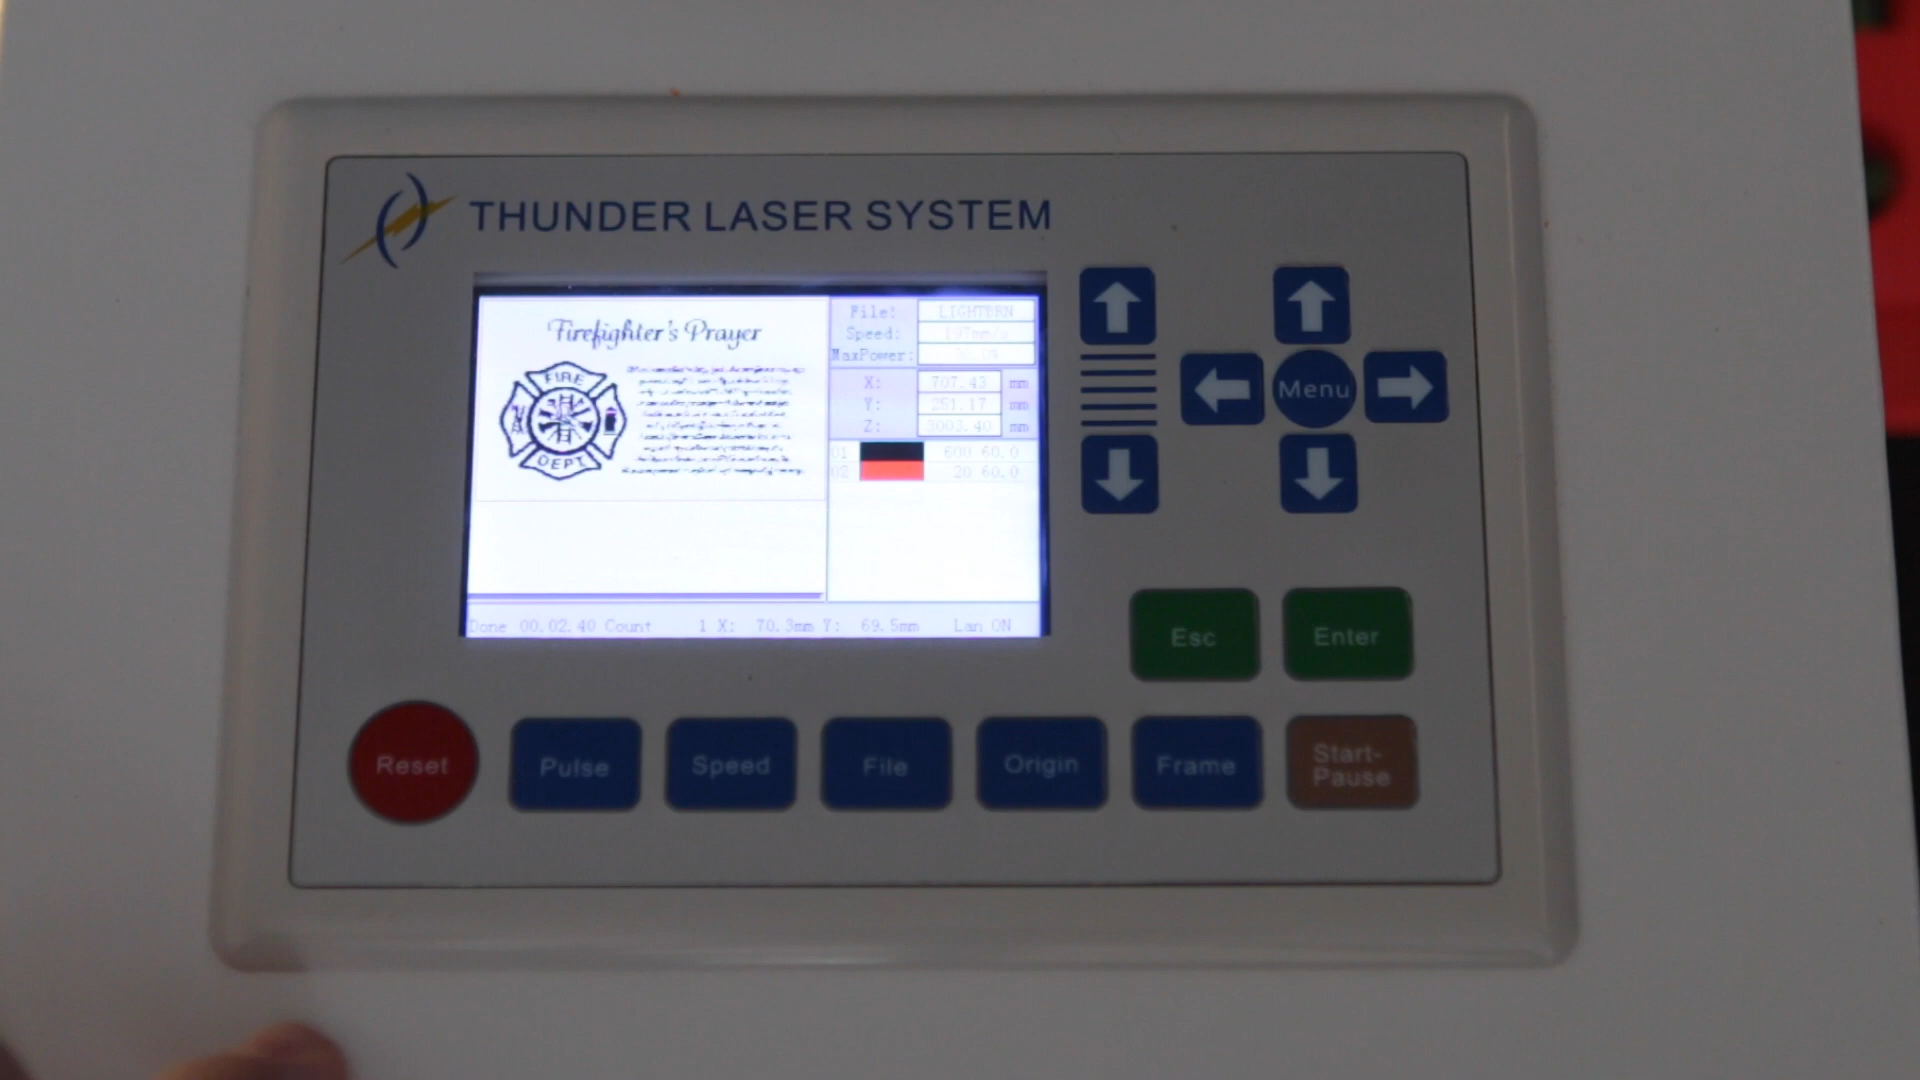 THUNDER LASER SYSTEM
Firefighter's Prayer
FIRE
DEPT
File: LIGHTBRN
Speed: 197mm/s
MaxPower:
X: 707.43 mm
Y: 251.17 mm
Z: 3003.40 mm
01 600 60.0
02 20 60.0
Done 00.02.40 Count 1 X: 70.3mm Y: 69.5mm Lan ON
Menu
Esc
Enter
Reset
Pulse
Speed
File
Origin
Frame
Start-
Pause